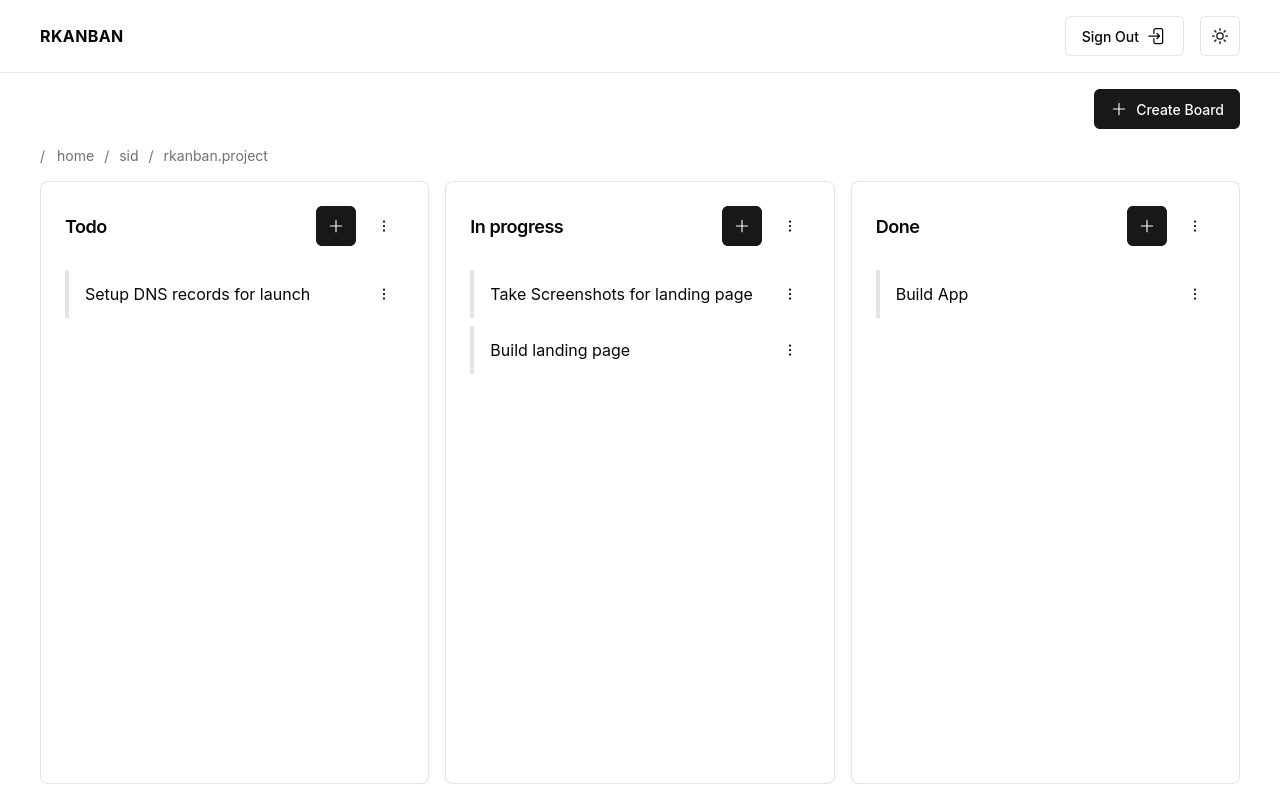 RKANBAN
Sign Out
Create Board
/ home / sid / rkanban.project
Todo
Setup DNS records for launch
In progress
Take Screenshots for landing page
Build landing page
Done
Build App